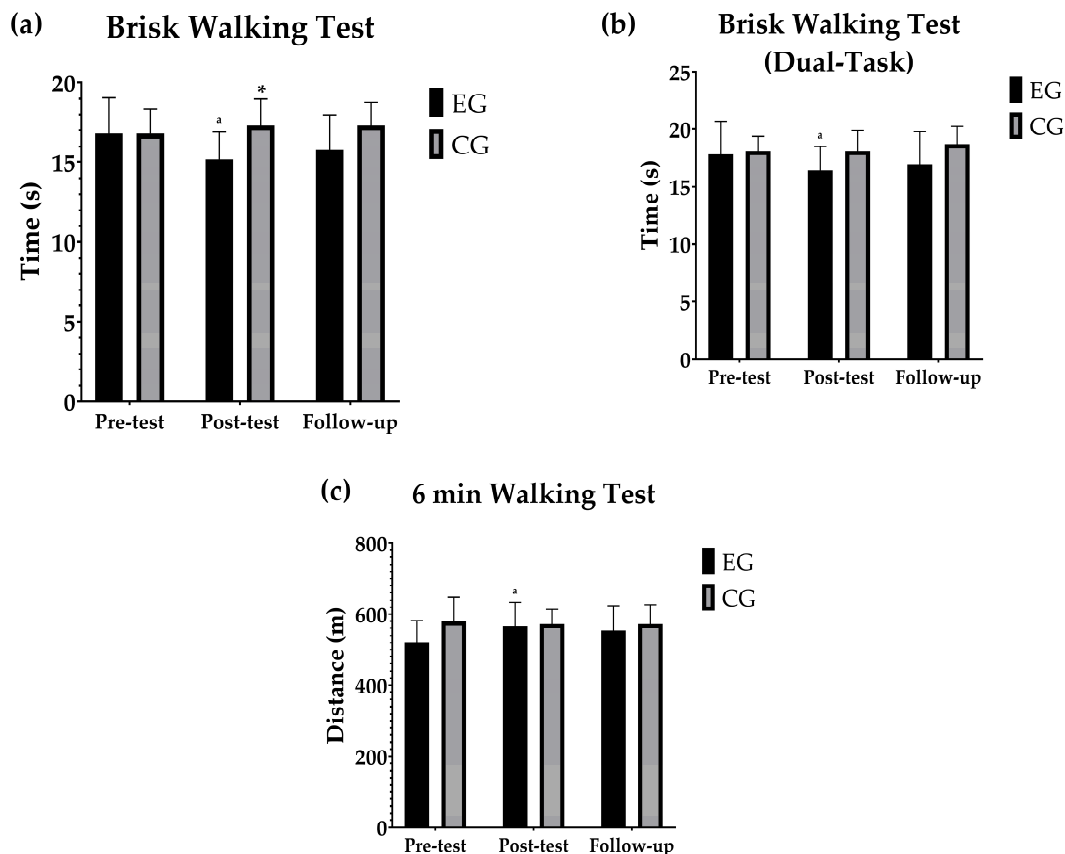 (a)
Brisk Walking Test
20
15
10
5
0
Time (s)
a
*
EG
CG
Pre-test
Post-test
Follow-up
(b)
Brisk Walking Test
(Dual-Task)
25
20
15
10
5
0
Time (s)
a
EG
CG
Pre-test
Post-test
Follow-up
(c)
6 min Walking Test
800
600
400
200
0
Distance (m)
a
EG
CG
Pre-test
Post-test
Follow-up